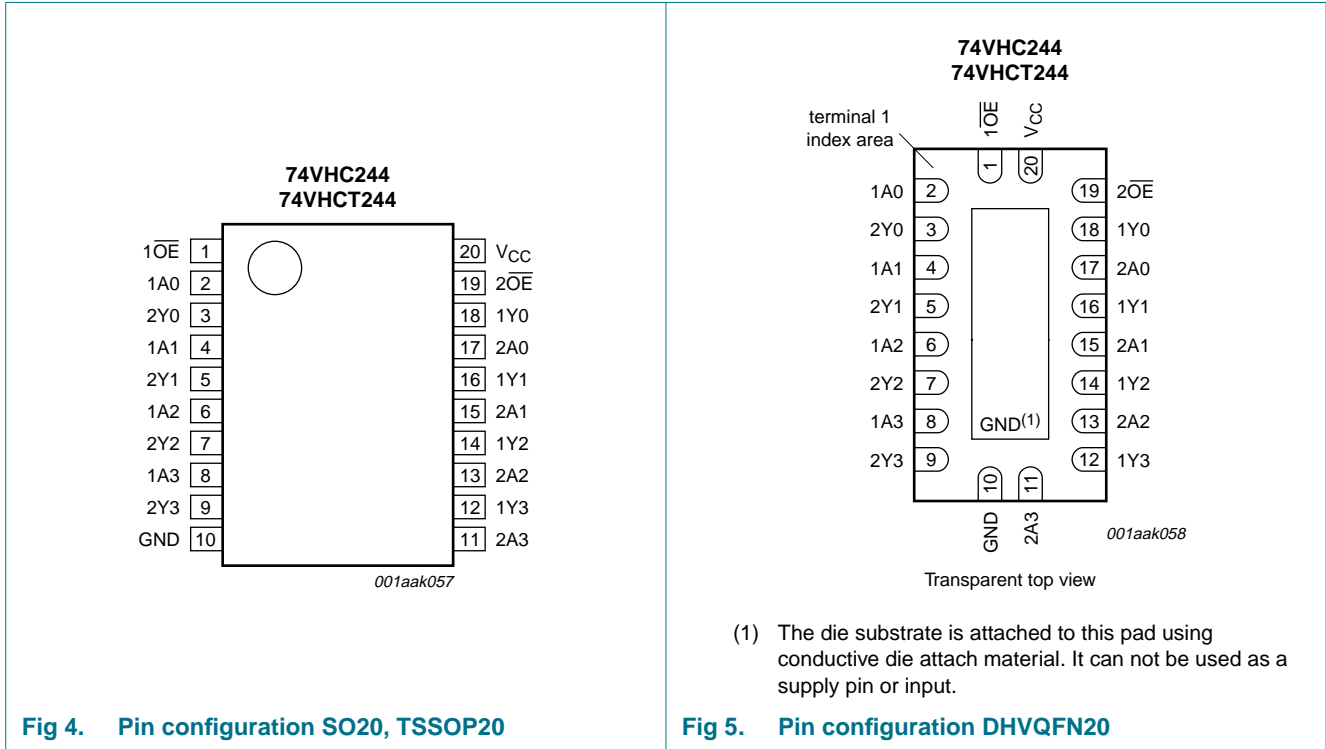 74VHC244
74VHCT244
1O̅E̅ 1
1A0 2
2Y0 3
1A1 4
2Y1 5
1A2 6
2Y2 7
1A3 8
2Y3 9
GND 10
20 VCC
19 2O̅E̅
18 1Y0
17 2A0
16 1Y1
15 2A1
14 1Y2
13 2A2
12 1Y3
11 2A3
001aak057
Fig 4. Pin configuration SO20, TSSOP20
74VHC244
74VHCT244
terminal 1
index area
1O̅E̅
VCC
1
20
1A0 2
2Y0 3
1A1 4
2Y1 5
1A2 6
2Y2 7
1A3 8
2Y3 9
19 2O̅E̅
18 1Y0
17 2A0
16 1Y1
15 2A1
14 1Y2
13 2A2
12 1Y3
GND(1)
10
11
GND
2A3
001aak058
Transparent top view
(1) The die substrate is attached to this pad using
conductive die attach material. It can not be used as a
supply pin or input.
Fig 5. Pin configuration DHVQFN20